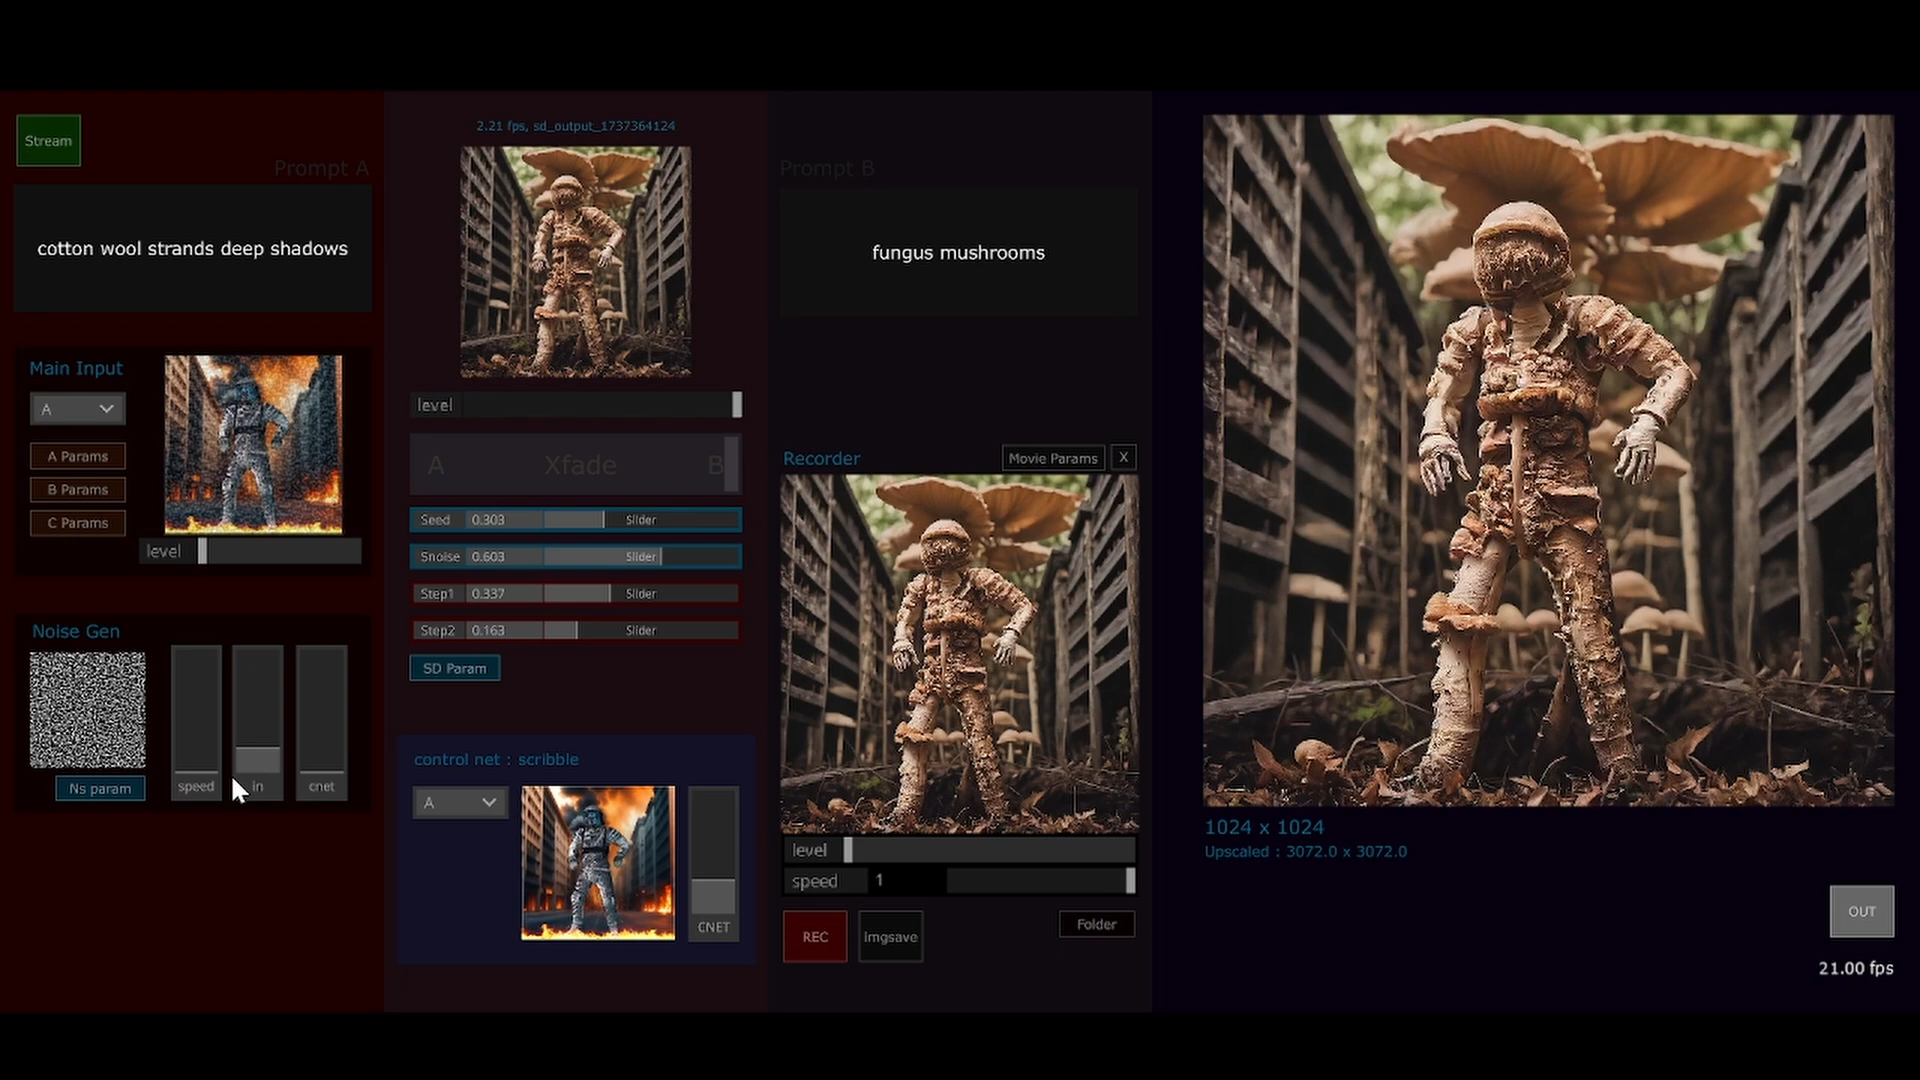 Stream
Prompt A
cotton wool strands deep shadows
Main Input
A
A Params
B Params
C Params
level
Noise Gen
Ns param
speed
in
cnet
2.21 fps, sd_output_1737364124
level
A Xfade B
Seed 0.303 Slider
Snoise 0.603 Slider
Step1 0.337 Slider
Step2 0.163 Slider
SD Param
control net : scribble
A
CNET
Prompt B
fungus mushrooms
Recorder
Movie Params
X
level
speed 1
REC
imgsave
Folder
1024 x 1024
Upscaled : 3072.0 x 3072.0
OUT
21.00 fps